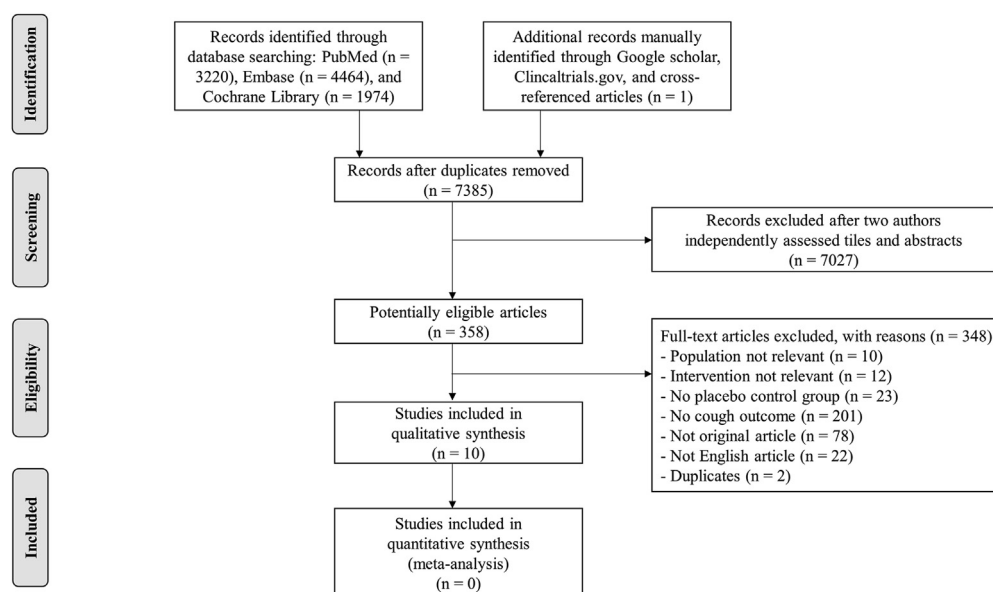 Identification
Records identified through
database searching: PubMed (n =
3220), Embase (n = 4464), and
Cochrane Library (n = 1974)
Additional records manually
identified through Google scholar,
Clincaltrials.gov, and cross-
referenced articles (n = 1)
Screening
Records after duplicates removed
(n = 7385)
Records excluded after two authors
independently assessed tiles and abstracts
(n = 7027)
Eligibility
Potentially eligible articles
(n = 358)
Full-text articles excluded, with reasons (n = 348)
- Population not relevant (n = 10)
- Intervention not relevant (n = 12)
- No placebo control group (n = 23)
- No cough outcome (n = 201)
- Not original article (n = 78)
- Not English article (n = 22)
- Duplicates (n = 2)
Studies included in
qualitative synthesis
(n = 10)
Included
Studies included in
quantitative synthesis
(meta-analysis)
(n = 0)